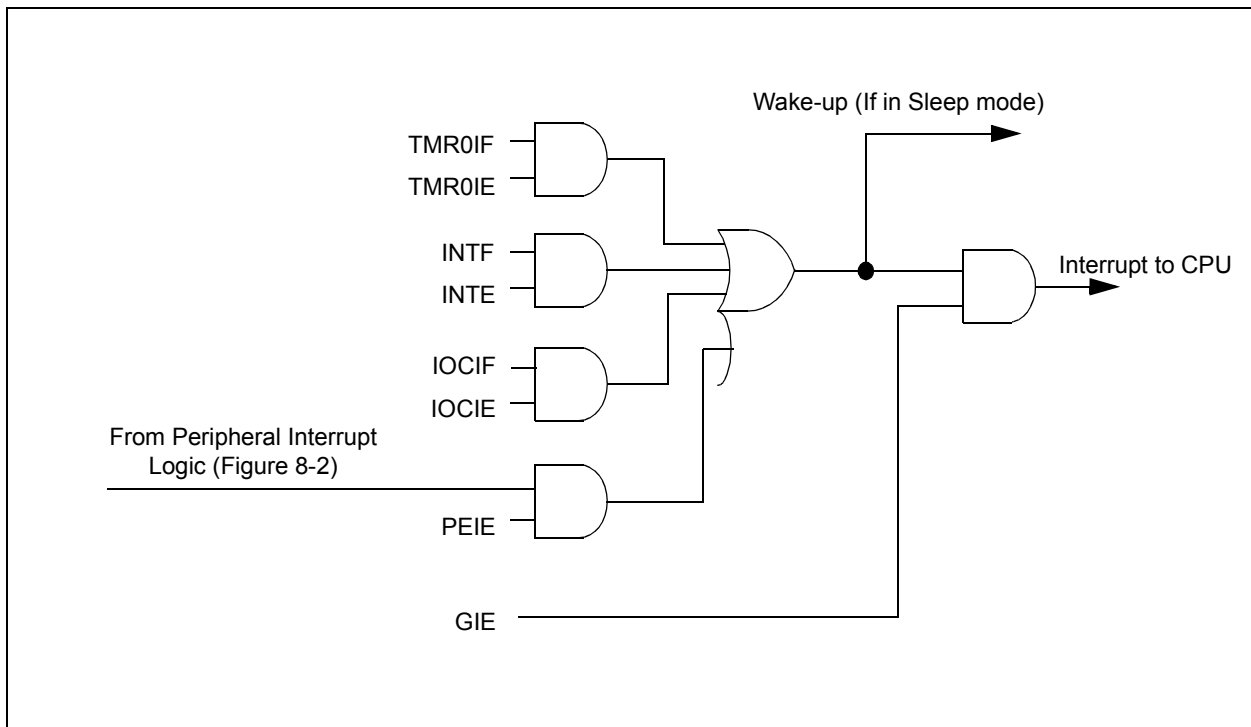 Wake-up (If in Sleep mode)
TMR0IF
TMR0IE
INTF
INTE
Interrupt to CPU
IOCIF
IOCIE
From Peripheral Interrupt
Logic (Figure 8-2)
PEIE
GIE